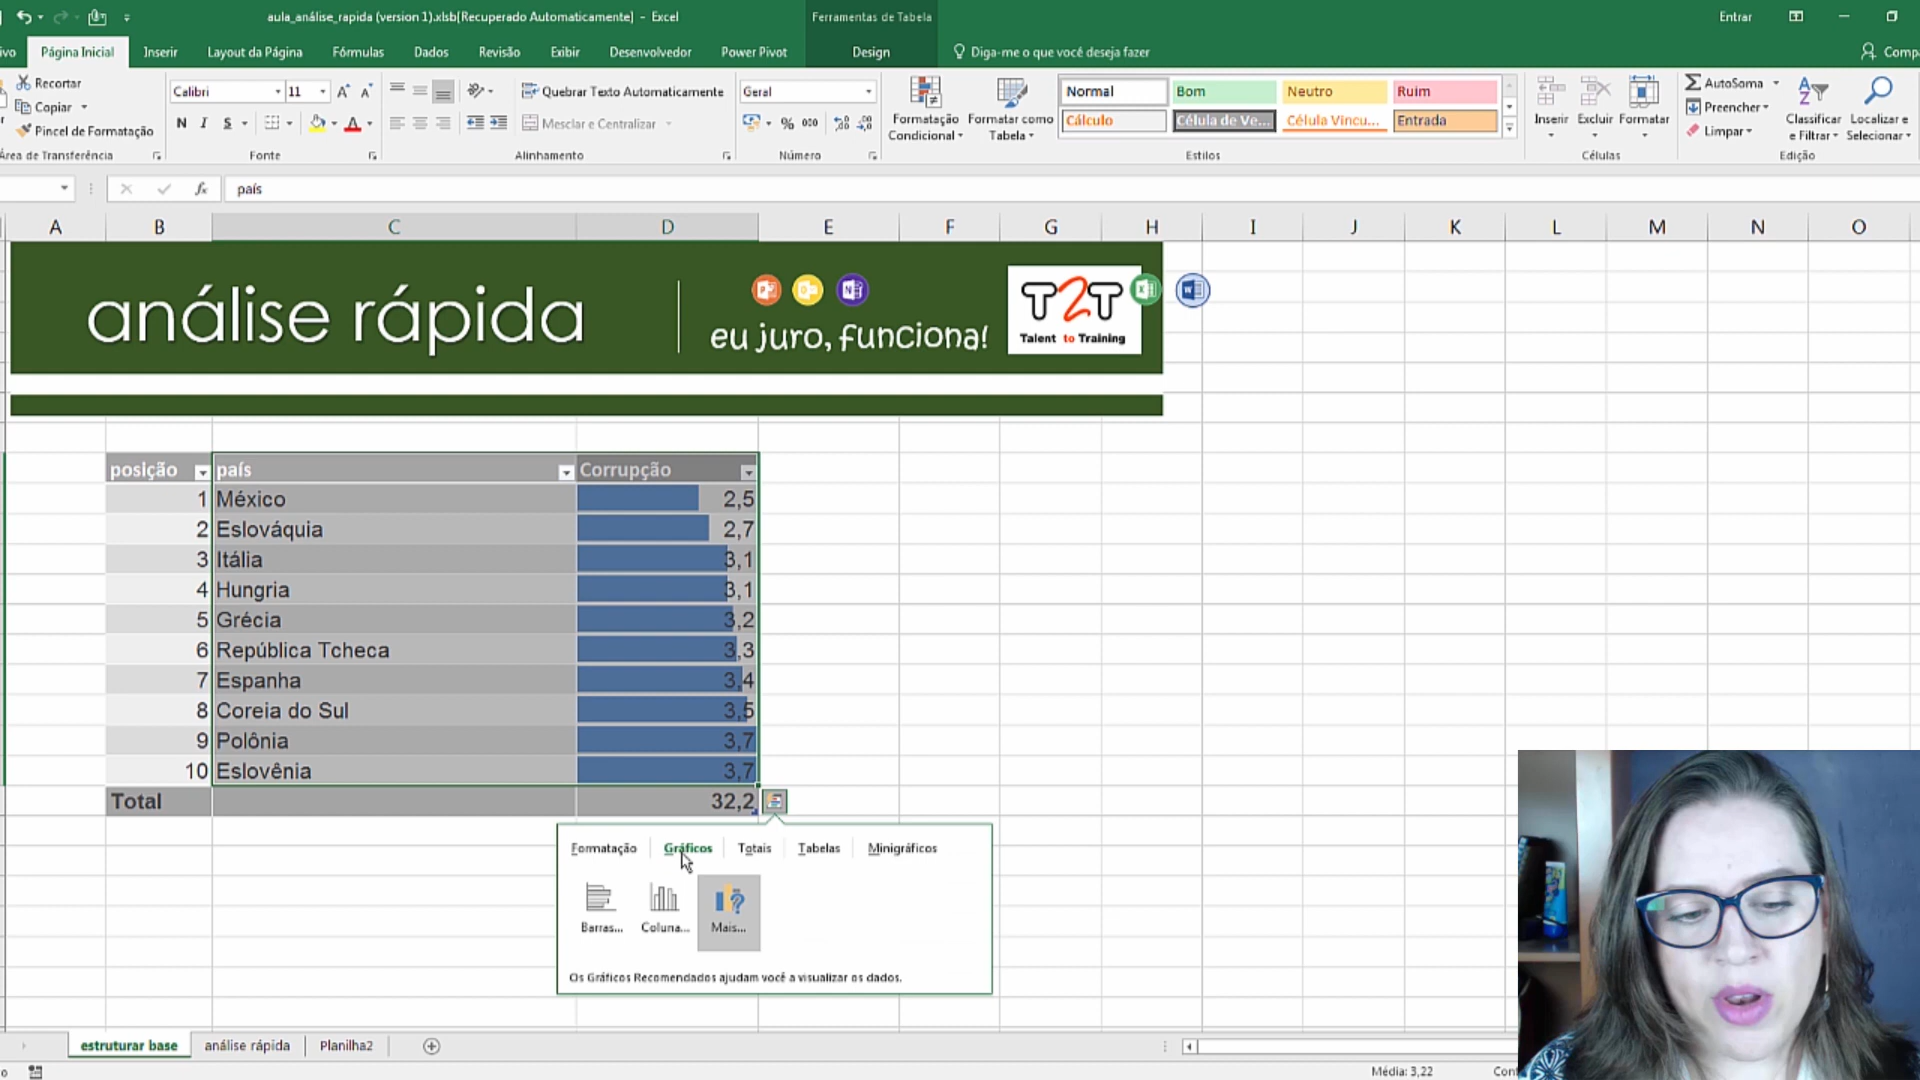 aula_análise_rapida (version 1).xlsb[Recuperado Automaticamente] - Excel
Ferramentas de Tabela
Entrar
Página Inicial
Inserir
Layout da Página
Fórmulas
Dados
Revisão
Exibir
Desenvolvedor
Power Pivot
Design
Diga-me o que você deseja fazer
Recortar
Copiar
Pincel de Formatação
Calibri
11
N I S
Fonte
Quebrar Texto Automaticamente
Mesclar e Centralizar
Alinhamento
Geral
% 000
Número
Formatação Condicional
Formatar como Tabela
Normal
Bom
Neutro
Ruim
Cálculo
Célula de Ve...
Célula Vincu...
Entrada
Estilos
Inserir
Excluir
Formatar
Células
AutoSoma
Preencher
Limpar
Classificar e Filtrar
Localizar e Selecionar
Edição
fx
país
A B C D E F G H I J K L M N O
análise rápida
eu juro, funciona!
T2T
Talent to Training
posição país Corrupção
1 México 2,5
2 Eslováquia 2,7
3 Itália 3,1
4 Hungria 3,1
5 Grécia 3,2
6 República Tcheca 3,3
7 Espanha 3,4
8 Coreia do Sul 3,5
9 Polônia 3,7
10 Eslovênia 3,7
Total 32,2
Formatação Gráficos Totais Tabelas Minigráficos
Barras... Coluna... Mais...
Os Gráficos Recomendados ajudam você a visualizar os dados.
estruturar base análise rápida Planilha2
Média: 3,22